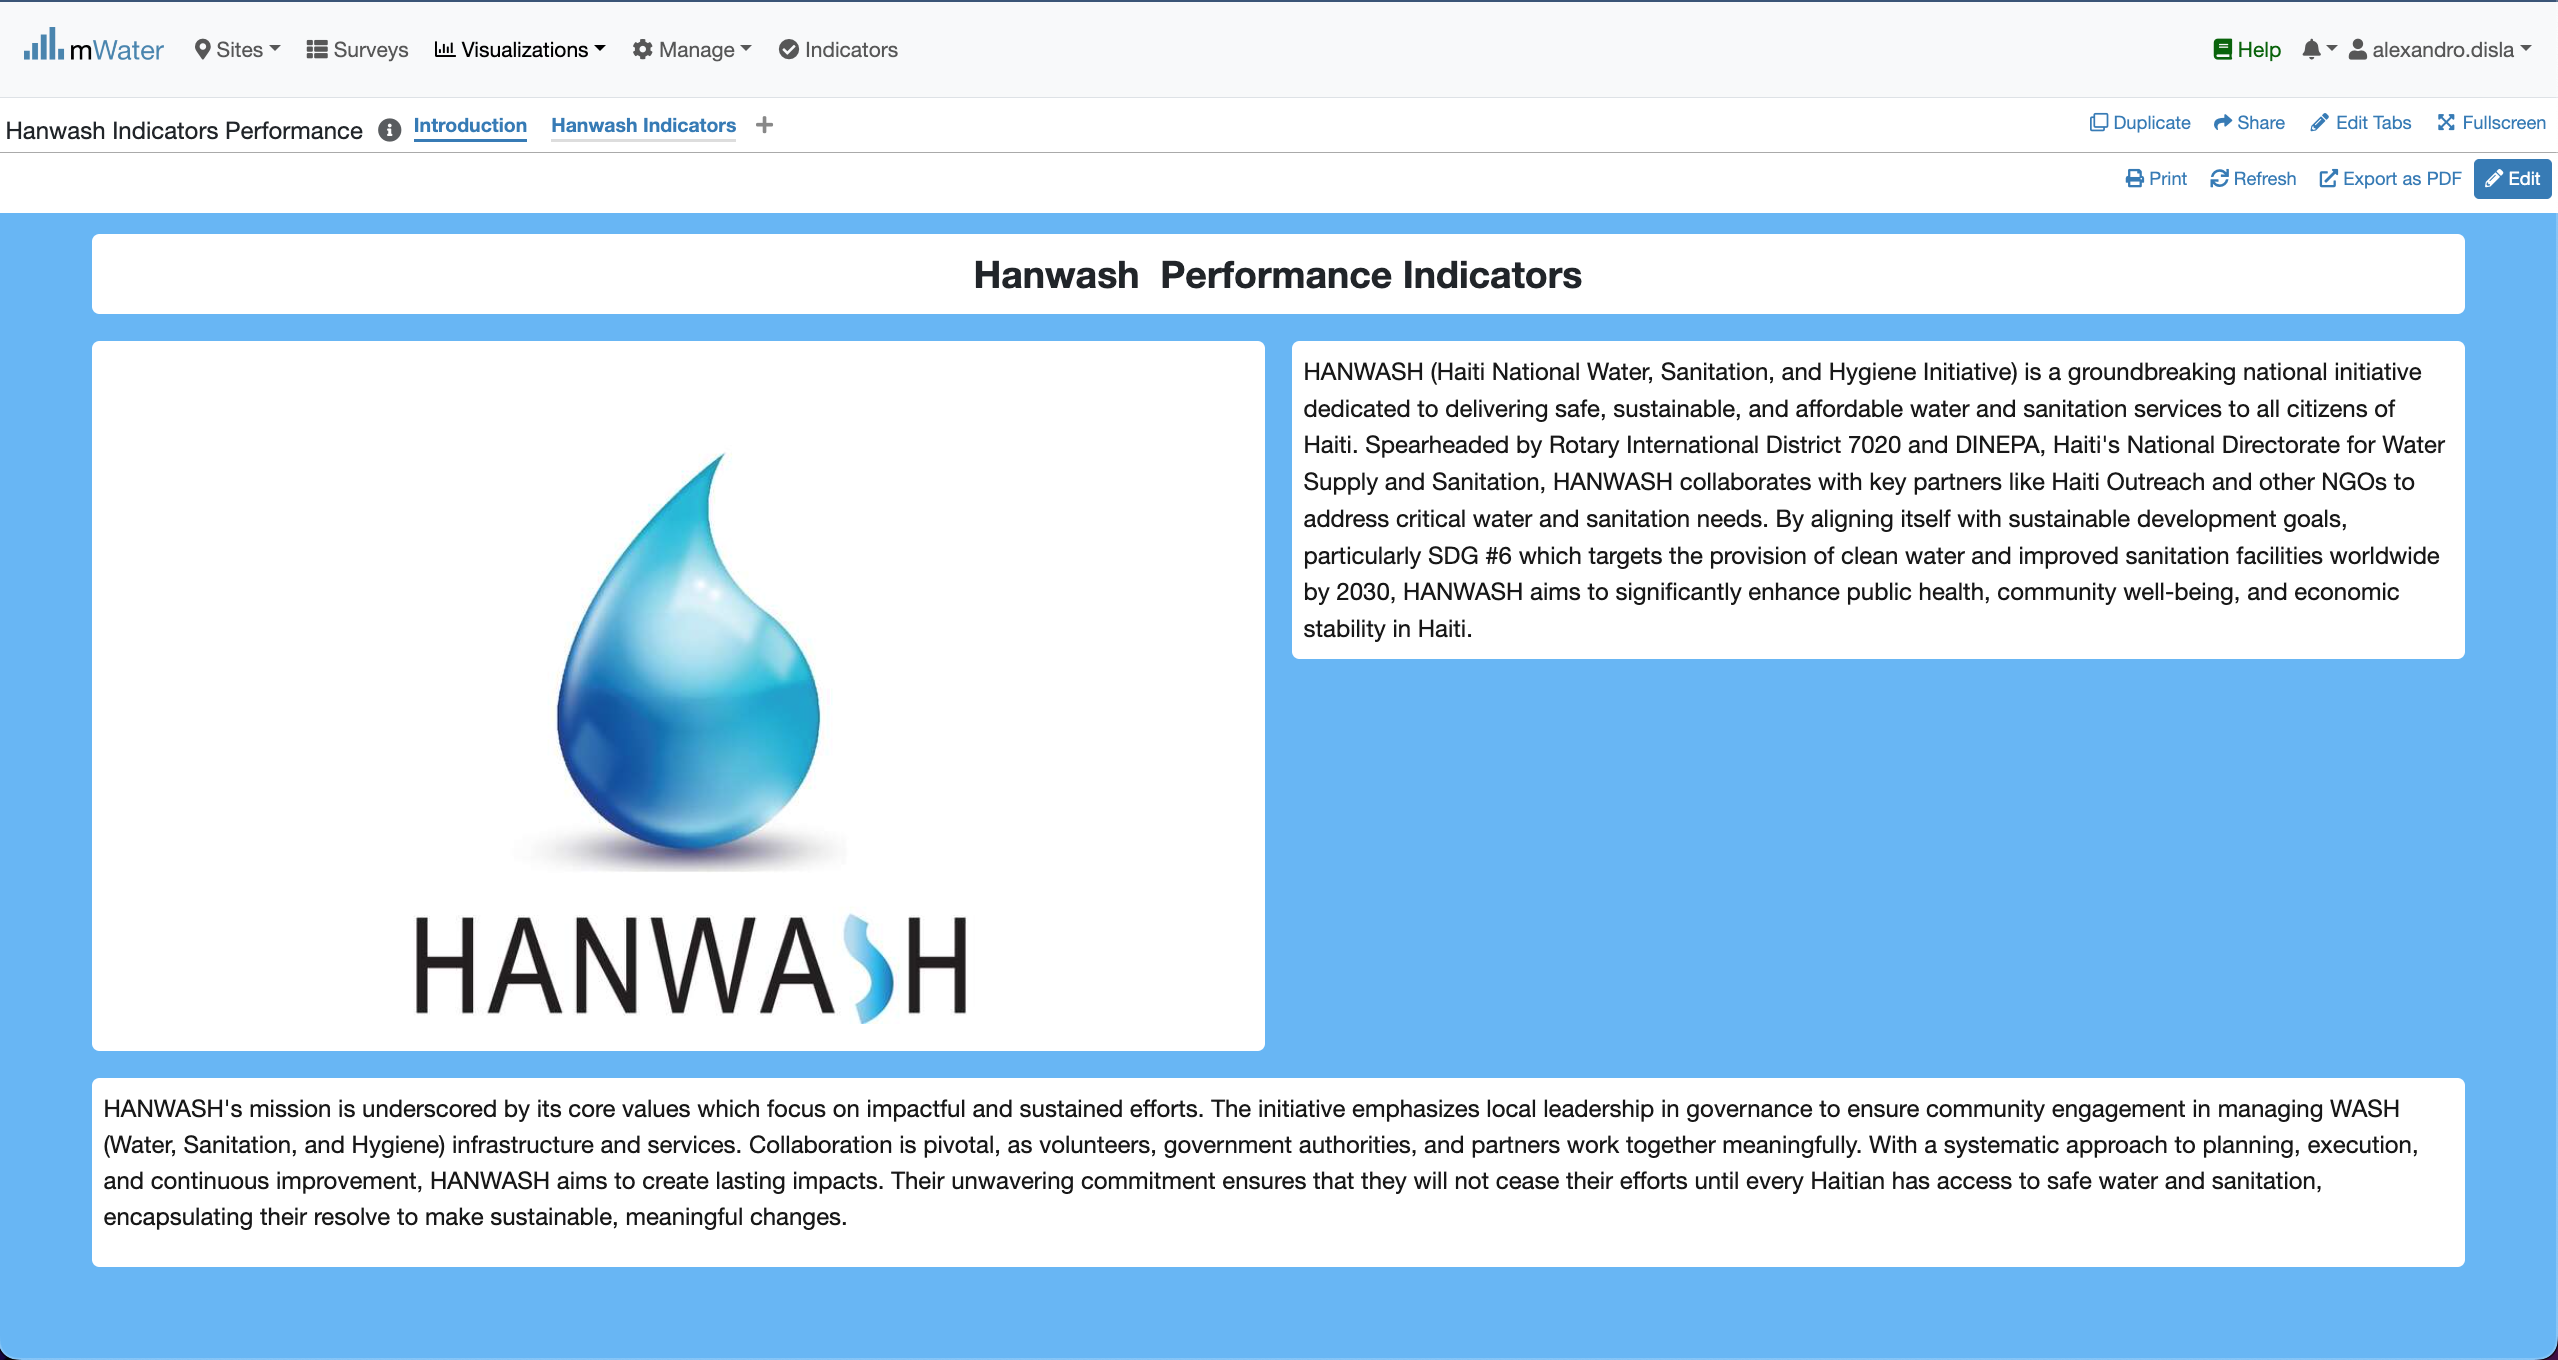 mWater Sites Surveys Visualizations Manage Indicators Help alexandro.disla
Hanwash Indicators Performance Introduction Hanwash Indicators + Duplicate Share Edit Tabs Fullscreen
Print Refresh Export as PDF Edit
Hanwash  Performance Indicators
HANWASH
HANWASH (Haiti National Water, Sanitation, and Hygiene Initiative) is a groundbreaking national initiative
dedicated to delivering safe, sustainable, and affordable water and sanitation services to all citizens of
Haiti. Spearheaded by Rotary International District 7020 and DINEPA, Haiti's National Directorate for Water
Supply and Sanitation, HANWASH collaborates with key partners like Haiti Outreach and other NGOs to
address critical water and sanitation needs. By aligning itself with sustainable development goals,
particularly SDG #6 which targets the provision of clean water and improved sanitation facilities worldwide
by 2030, HANWASH aims to significantly enhance public health, community well-being, and economic
stability in Haiti.
HANWASH's mission is underscored by its core values which focus on impactful and sustained efforts. The initiative emphasizes local leadership in governance to ensure community engagement in managing WASH
(Water, Sanitation, and Hygiene) infrastructure and services. Collaboration is pivotal, as volunteers, government authorities, and partners work together meaningfully. With a systematic approach to planning, execution,
and continuous improvement, HANWASH aims to create lasting impacts. Their unwavering commitment ensures that they will not cease their efforts until every Haitian has access to safe water and sanitation,
encapsulating their resolve to make sustainable, meaningful changes.